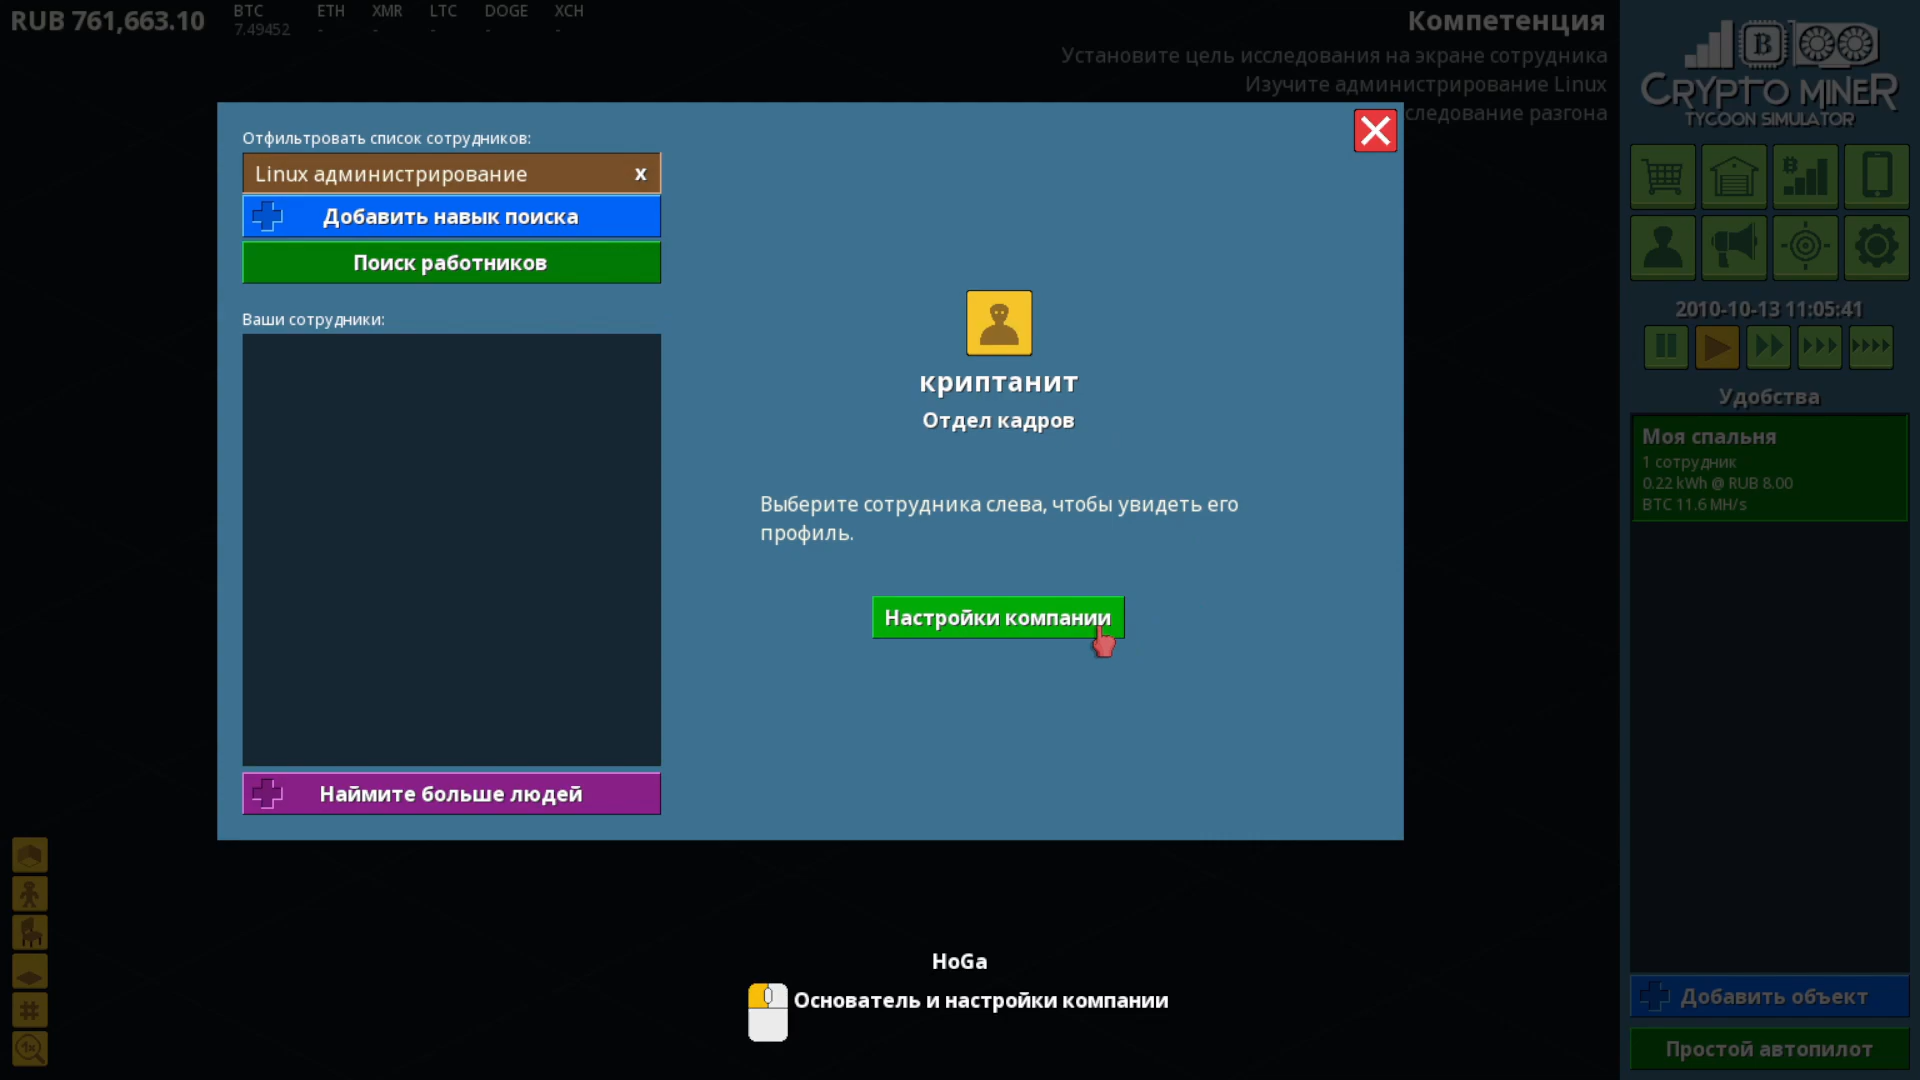 RUB 761,663.10
BTC
7.49452
ETH
-
XMR
-
LTC
-
DOGE
-
XCH
-
Компетенция
Установите цель исследования на экране сотрудника
Изучите администрирование Linux
следование разгона
CRYPTO MINER
TYCOON SIMULATOR
Отфильтровать список сотрудников:
Linux администрирование x
Добавить навык поиска
Поиск работников
Ваши сотрудники:
Наймите больше людей
криптанит
Отдел кадров
Выберите сотрудника слева, чтобы увидеть его
профиль.
Настройки компании
2010-10-13 11:05:41
Удобства
Моя спальня
1 сотрудник
0.22 kWh @ RUB 8.00
BTC 11.6 MH/s
Добавить объект
Простой автопилот
HoGa
Основатель и настройки компании